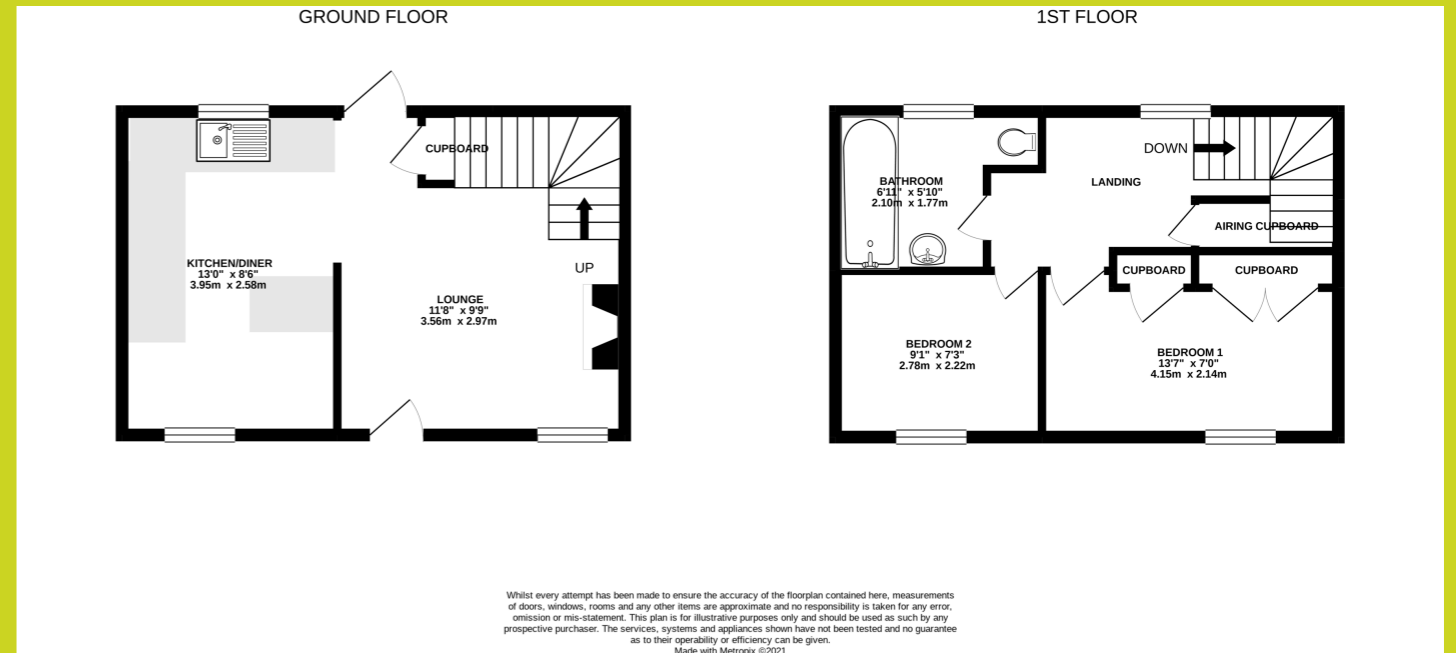 GROUND FLOOR
1ST FLOOR
CUPBOARD
KITCHEN/DINER
13'0" x 8'6"
3.95m x 2.58m
LOUNGE
11'8" x 9'9"
3.56m x 2.97m
UP
BATHROOM
6'11" x 5'10"
2.10m x 1.77m
DOWN
LANDING
AIRING CUPBOARD
CUPBOARD
CUPBOARD
BEDROOM 2
9'1" x 7'3"
2.78m x 2.22m
BEDROOM 1
13'7" x 7'0"
4.15m x 2.14m
Whilst every attempt has been made to ensure the accuracy of the floorplan contained here, measurements
of doors, windows, rooms and any other items are approximate and no responsibility is taken for any error,
omission or mis-statement. This plan is for illustrative purposes only and should be used as such by any
prospective purchaser. The services, systems and appliances shown have not been tested and no guarantee
as to their operability or efficiency can be given.
Made with Metropix ©2021